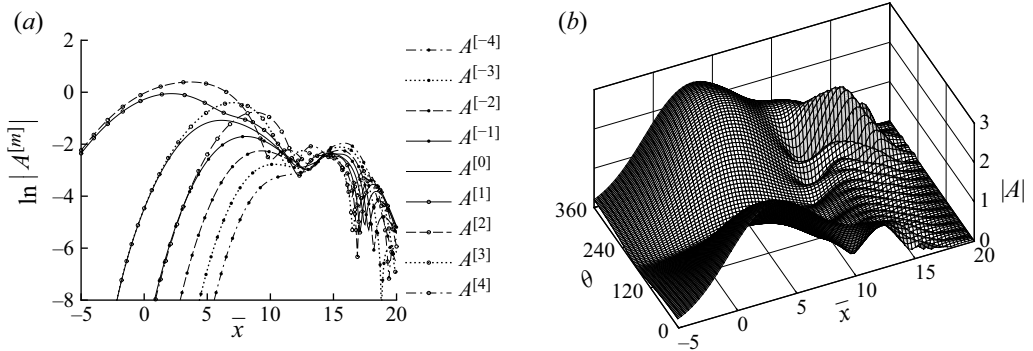 (a)
2
0
−2
−4
−6
−8
ln |A[m]|
−5 0 5 10 15 20
x̄
A[−4]
A[−3]
A[−2]
A[−1]
A[0]
A[1]
A[2]
A[3]
A[4]
(b)
3
2
1
0
|A|
360
240
120
0
θ
−5 0 5 10 15 20
x̄